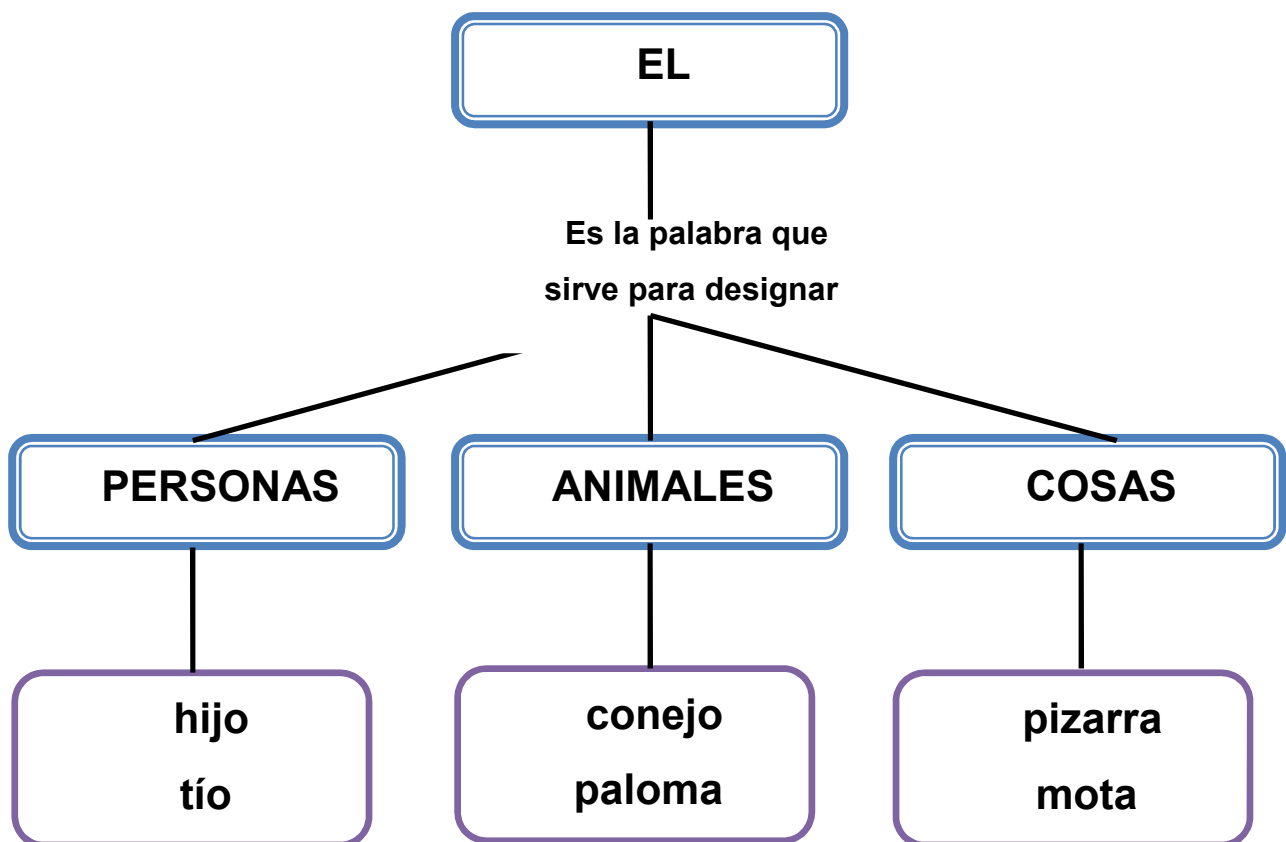 EL
Es la palabra que
sirve para designar
PERSONAS
ANIMALES
COSAS
hijo
tío
conejo
paloma
pizarra
mota